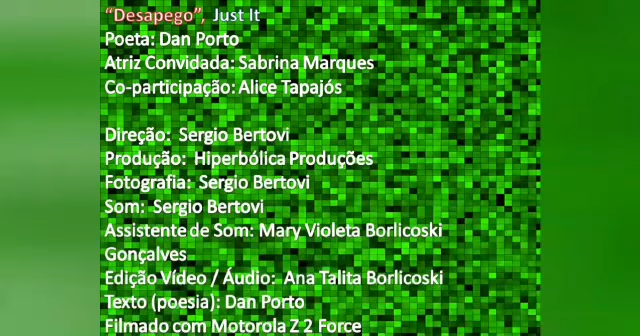 “Desapego”, Just It
Poeta: Dan Porto
Atriz Convidada: Sabrina Marques
Co-participação: Alice Tapajós
Direção:  Sergio Bertovi
Produção:  Hiperbólica Produções
Fotografia:  Sergio Bertovi
Som:  Sergio Bertovi
Assistente de Som: Mary Violeta Borlicoski
Gonçalves
Edição Vídeo / Áudio:  Ana Talita Borlicoski
Texto (poesia): Dan Porto
Filmado com Motorola Z 2 Force